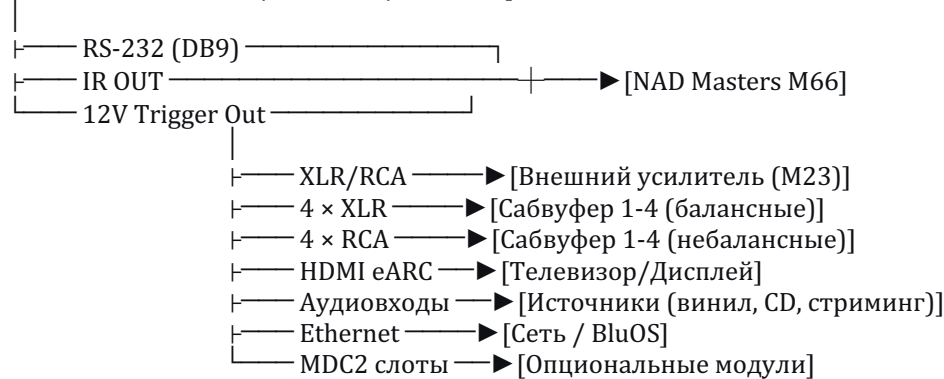 RS-232 (DB9)
IR OUT ► [NAD Masters M66]
12V Trigger Out
XLR/RCA ► [Внешний усилитель (M23)]
4 × XLR ► [Сабвуфер 1-4 (балансные)]
4 × RCA ► [Сабвуфер 1-4 (небалансные)]
HDMI eARC ► [Телевизор/Дисплей]
Аудиовходы ► [Источники (винил, CD, стриминг)]
Ethernet ► [Сеть / BluOS]
MDC2 слоты ► [Опциональные модули]